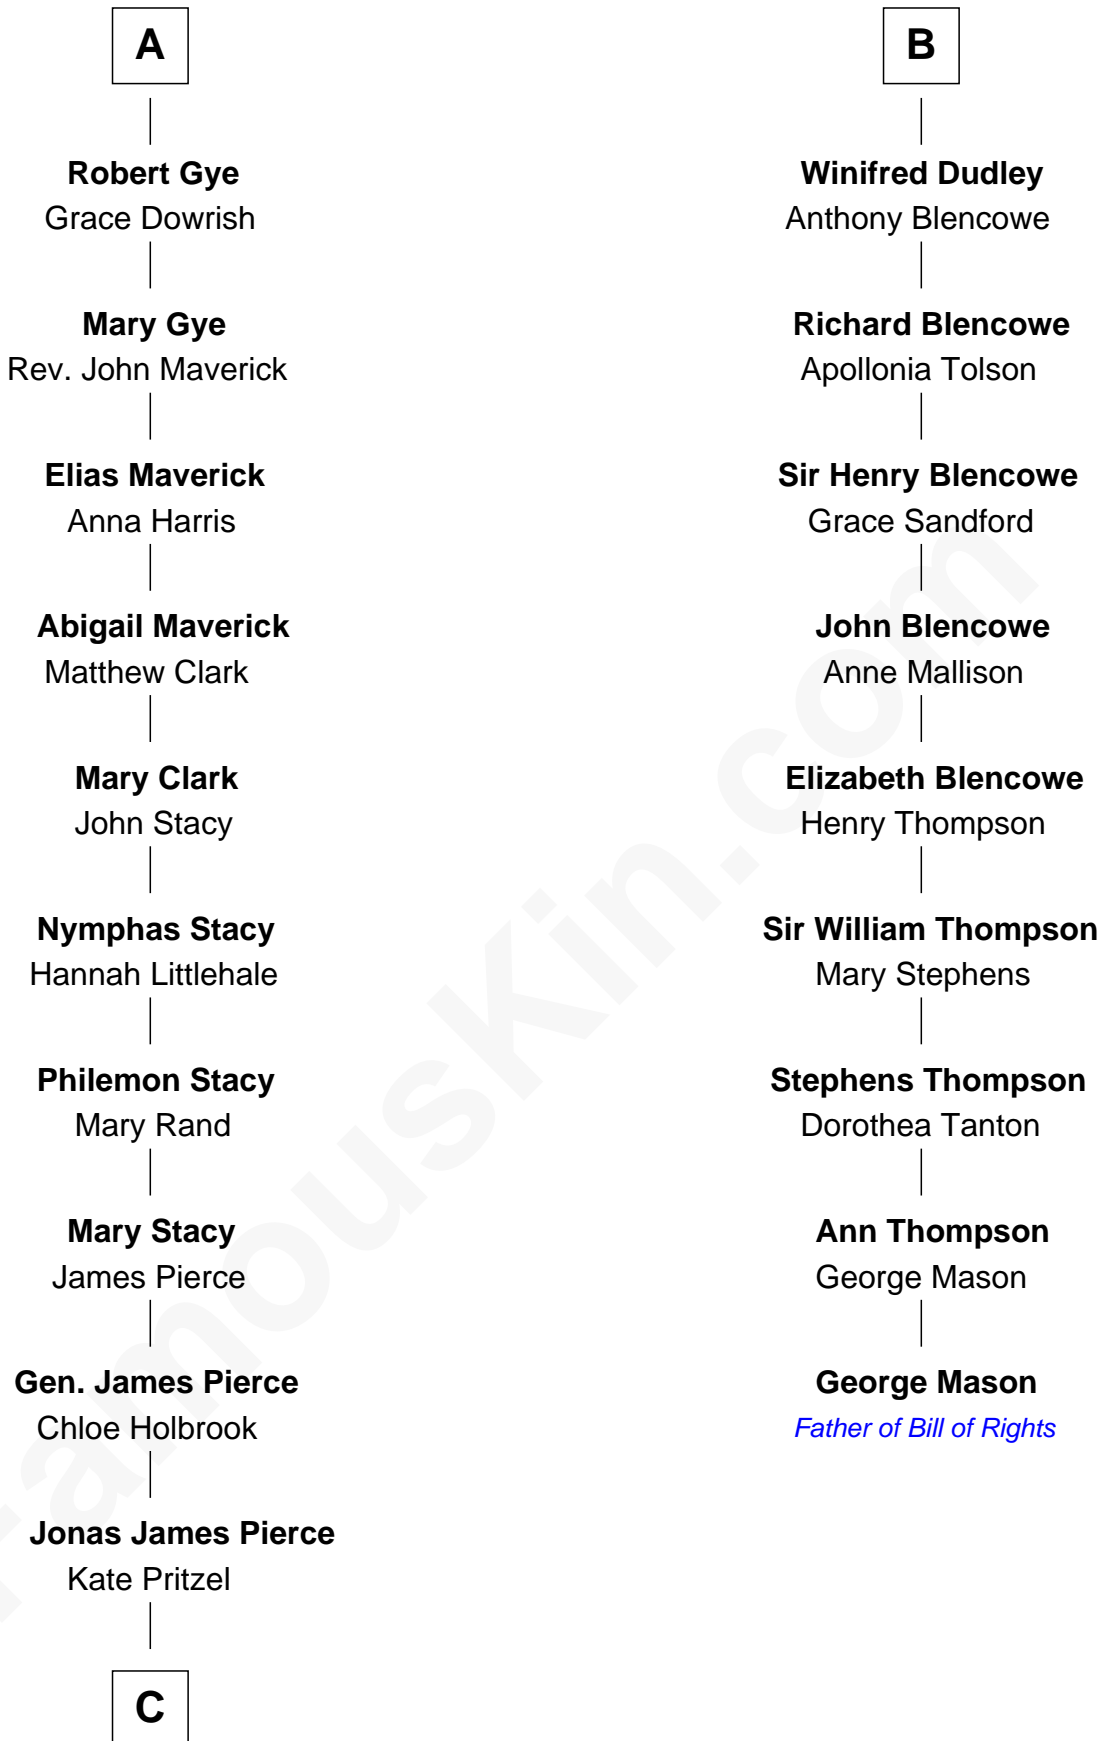 A
Robert Gye
Grace Dowrish
Mary Gye
Rev. John Maverick
Elias Maverick
Anna Harris
Abigail Maverick
Matthew Clark
Mary Clark
John Stacy
Nymphas Stacy
Hannah Littlehale
Philemon Stacy
Mary Rand
Mary Stacy
James Pierce
Gen. James Pierce
Chloe Holbrook
Jonas James Pierce
Kate Pritzel
C
B
Winifred Dudley
Anthony Blencowe
Richard Blencowe
Apollonia Tolson
Sir Henry Blencowe
Grace Sandford
John Blencowe
Anne Mallison
Elizabeth Blencowe
Henry Thompson
Sir William Thompson
Mary Stephens
Stephens Thompson
Dorothea Tanton
Ann Thompson
George Mason
George Mason
Father of Bill of Rights
FamousKin.com